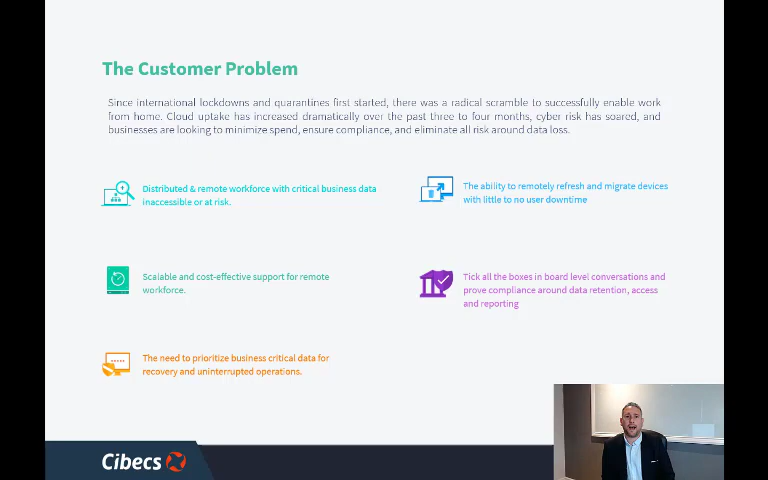 The Customer Problem
Since international lockdowns and quarantines first started, there was a radical scramble to successfully enable work
from home. Cloud uptake has increased dramatically over the past three to four months, cyber risk has soared, and
businesses are looking to minimize spend, ensure compliance, and eliminate all risk around data loss.
Distributed & remote workforce with critical business data
inaccessible or at risk.
The ability to remotely refresh and migrate devices
with little to no user downtime
Scalable and cost-effective support for remote
workforce.
Tick all the boxes in board level conversations and
prove compliance around data retention, access
and reporting
The need to prioritize business critical data for
recovery and uninterrupted operations.
Cibecs